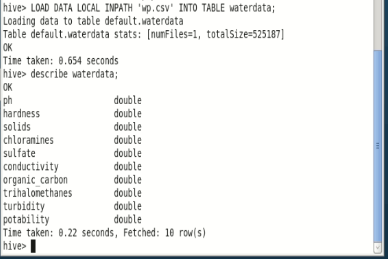 hive> LOAD DATA LOCAL INPATH 'wp.csv' INTO TABLE waterdata;
Loading data to table default.waterdata
Table default.waterdata stats: [numFiles=1, totalSize=525187]
OK
Time taken: 0.654 seconds
hive> describe waterdata;
OK
ph double
hardness double
solids double
chloramines double
sulfate double
conductivity double
organic_carbon double
trihalomethanes double
turbidity double
potability double
Time taken: 0.22 seconds, Fetched: 10 row(s)
hive>